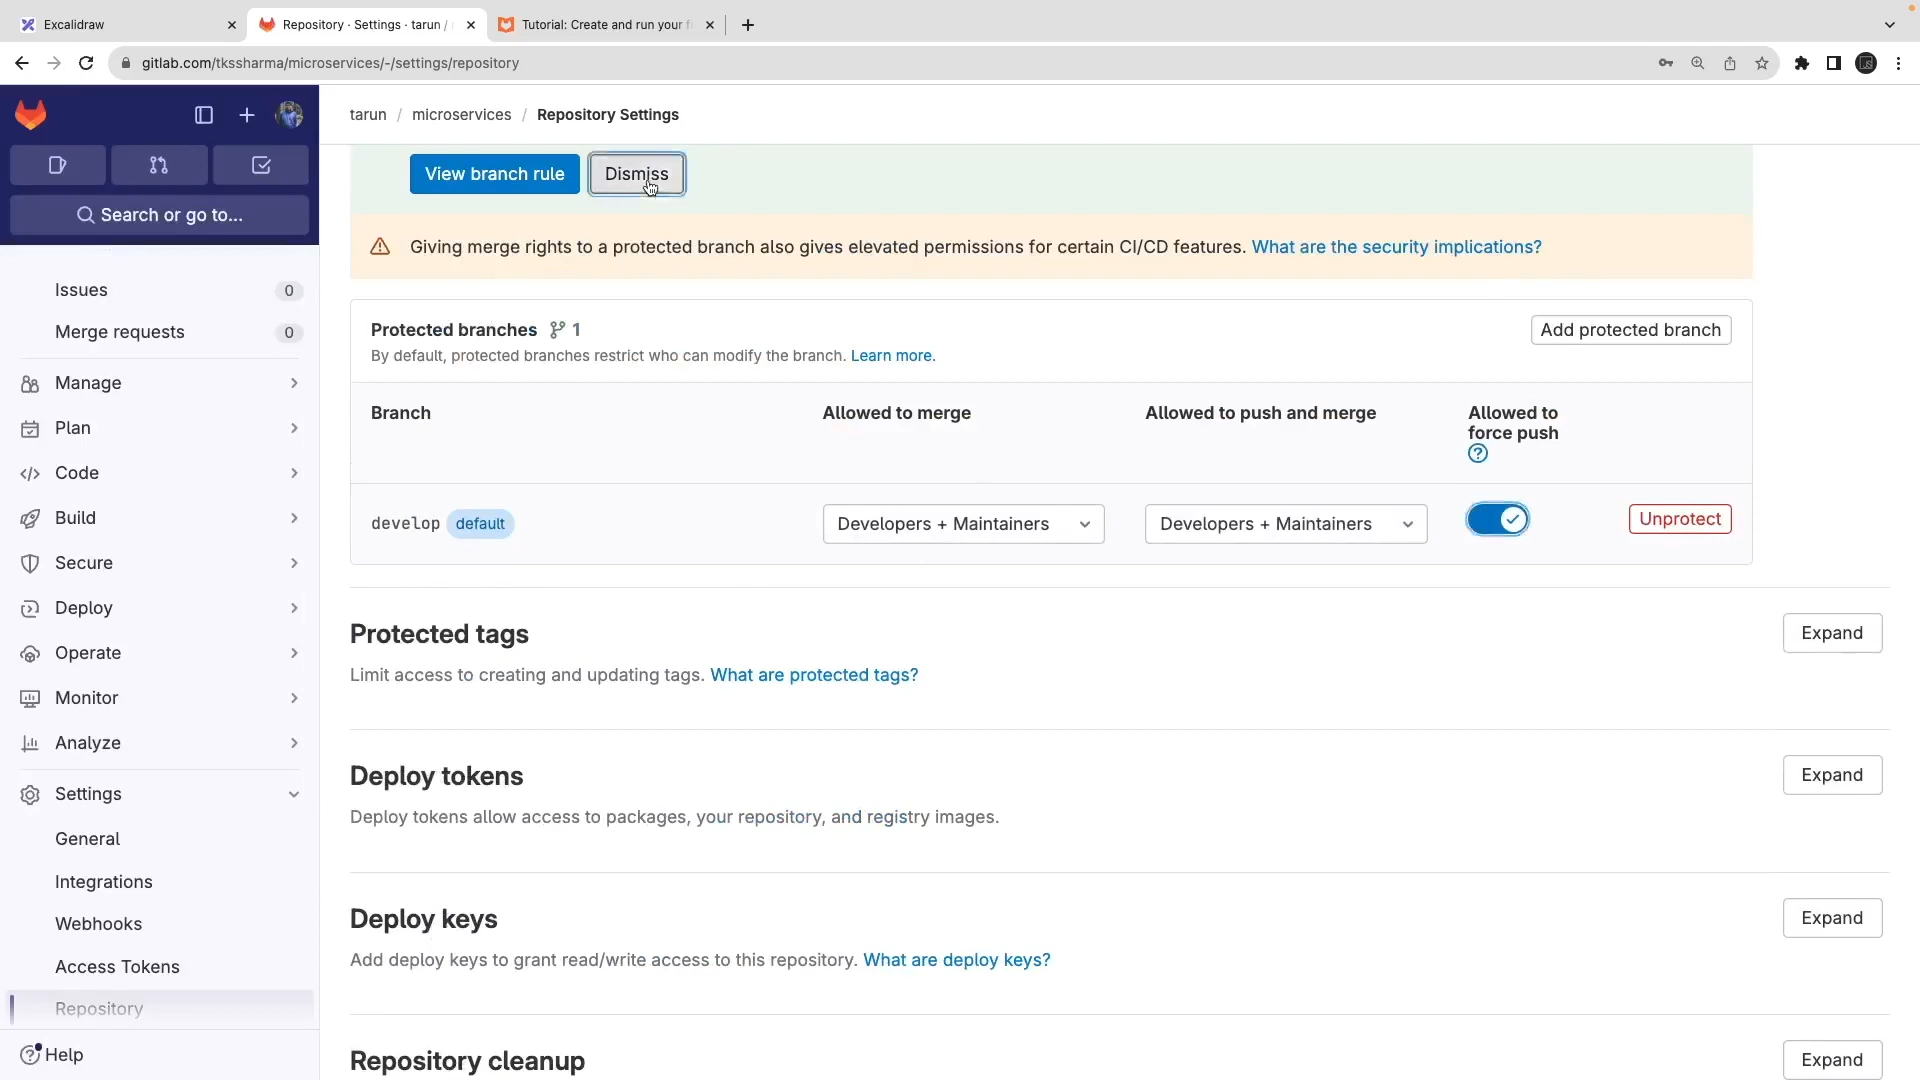 Excalidraw
Repository · Settings · tarun /
Tutorial: Create and run your f
gitlab.com/tkssharma/microservices/-/settings/repository
Search or go to...
Issues 0
Merge requests 0
Manage
Plan
Code
Build
Secure
Deploy
Operate
Monitor
Analyze
Settings
General
Integrations
Webhooks
Access Tokens
Repository
Help
tarun / microservices / Repository Settings
View branch rule Dismiss
Giving merge rights to a protected branch also gives elevated permissions for certain CI/CD features. What are the security implications?
Protected branches 1
Add protected branch
By default, protected branches restrict who can modify the branch. Learn more.
Branch Allowed to merge Allowed to push and merge Allowed to
force push
develop default Developers + Maintainers Developers + Maintainers Unprotect
Protected tags Expand
Limit access to creating and updating tags. What are protected tags?
Deploy tokens Expand
Deploy tokens allow access to packages, your repository, and registry images.
Deploy keys Expand
Add deploy keys to grant read/write access to this repository. What are deploy keys?
Repository cleanup Expand